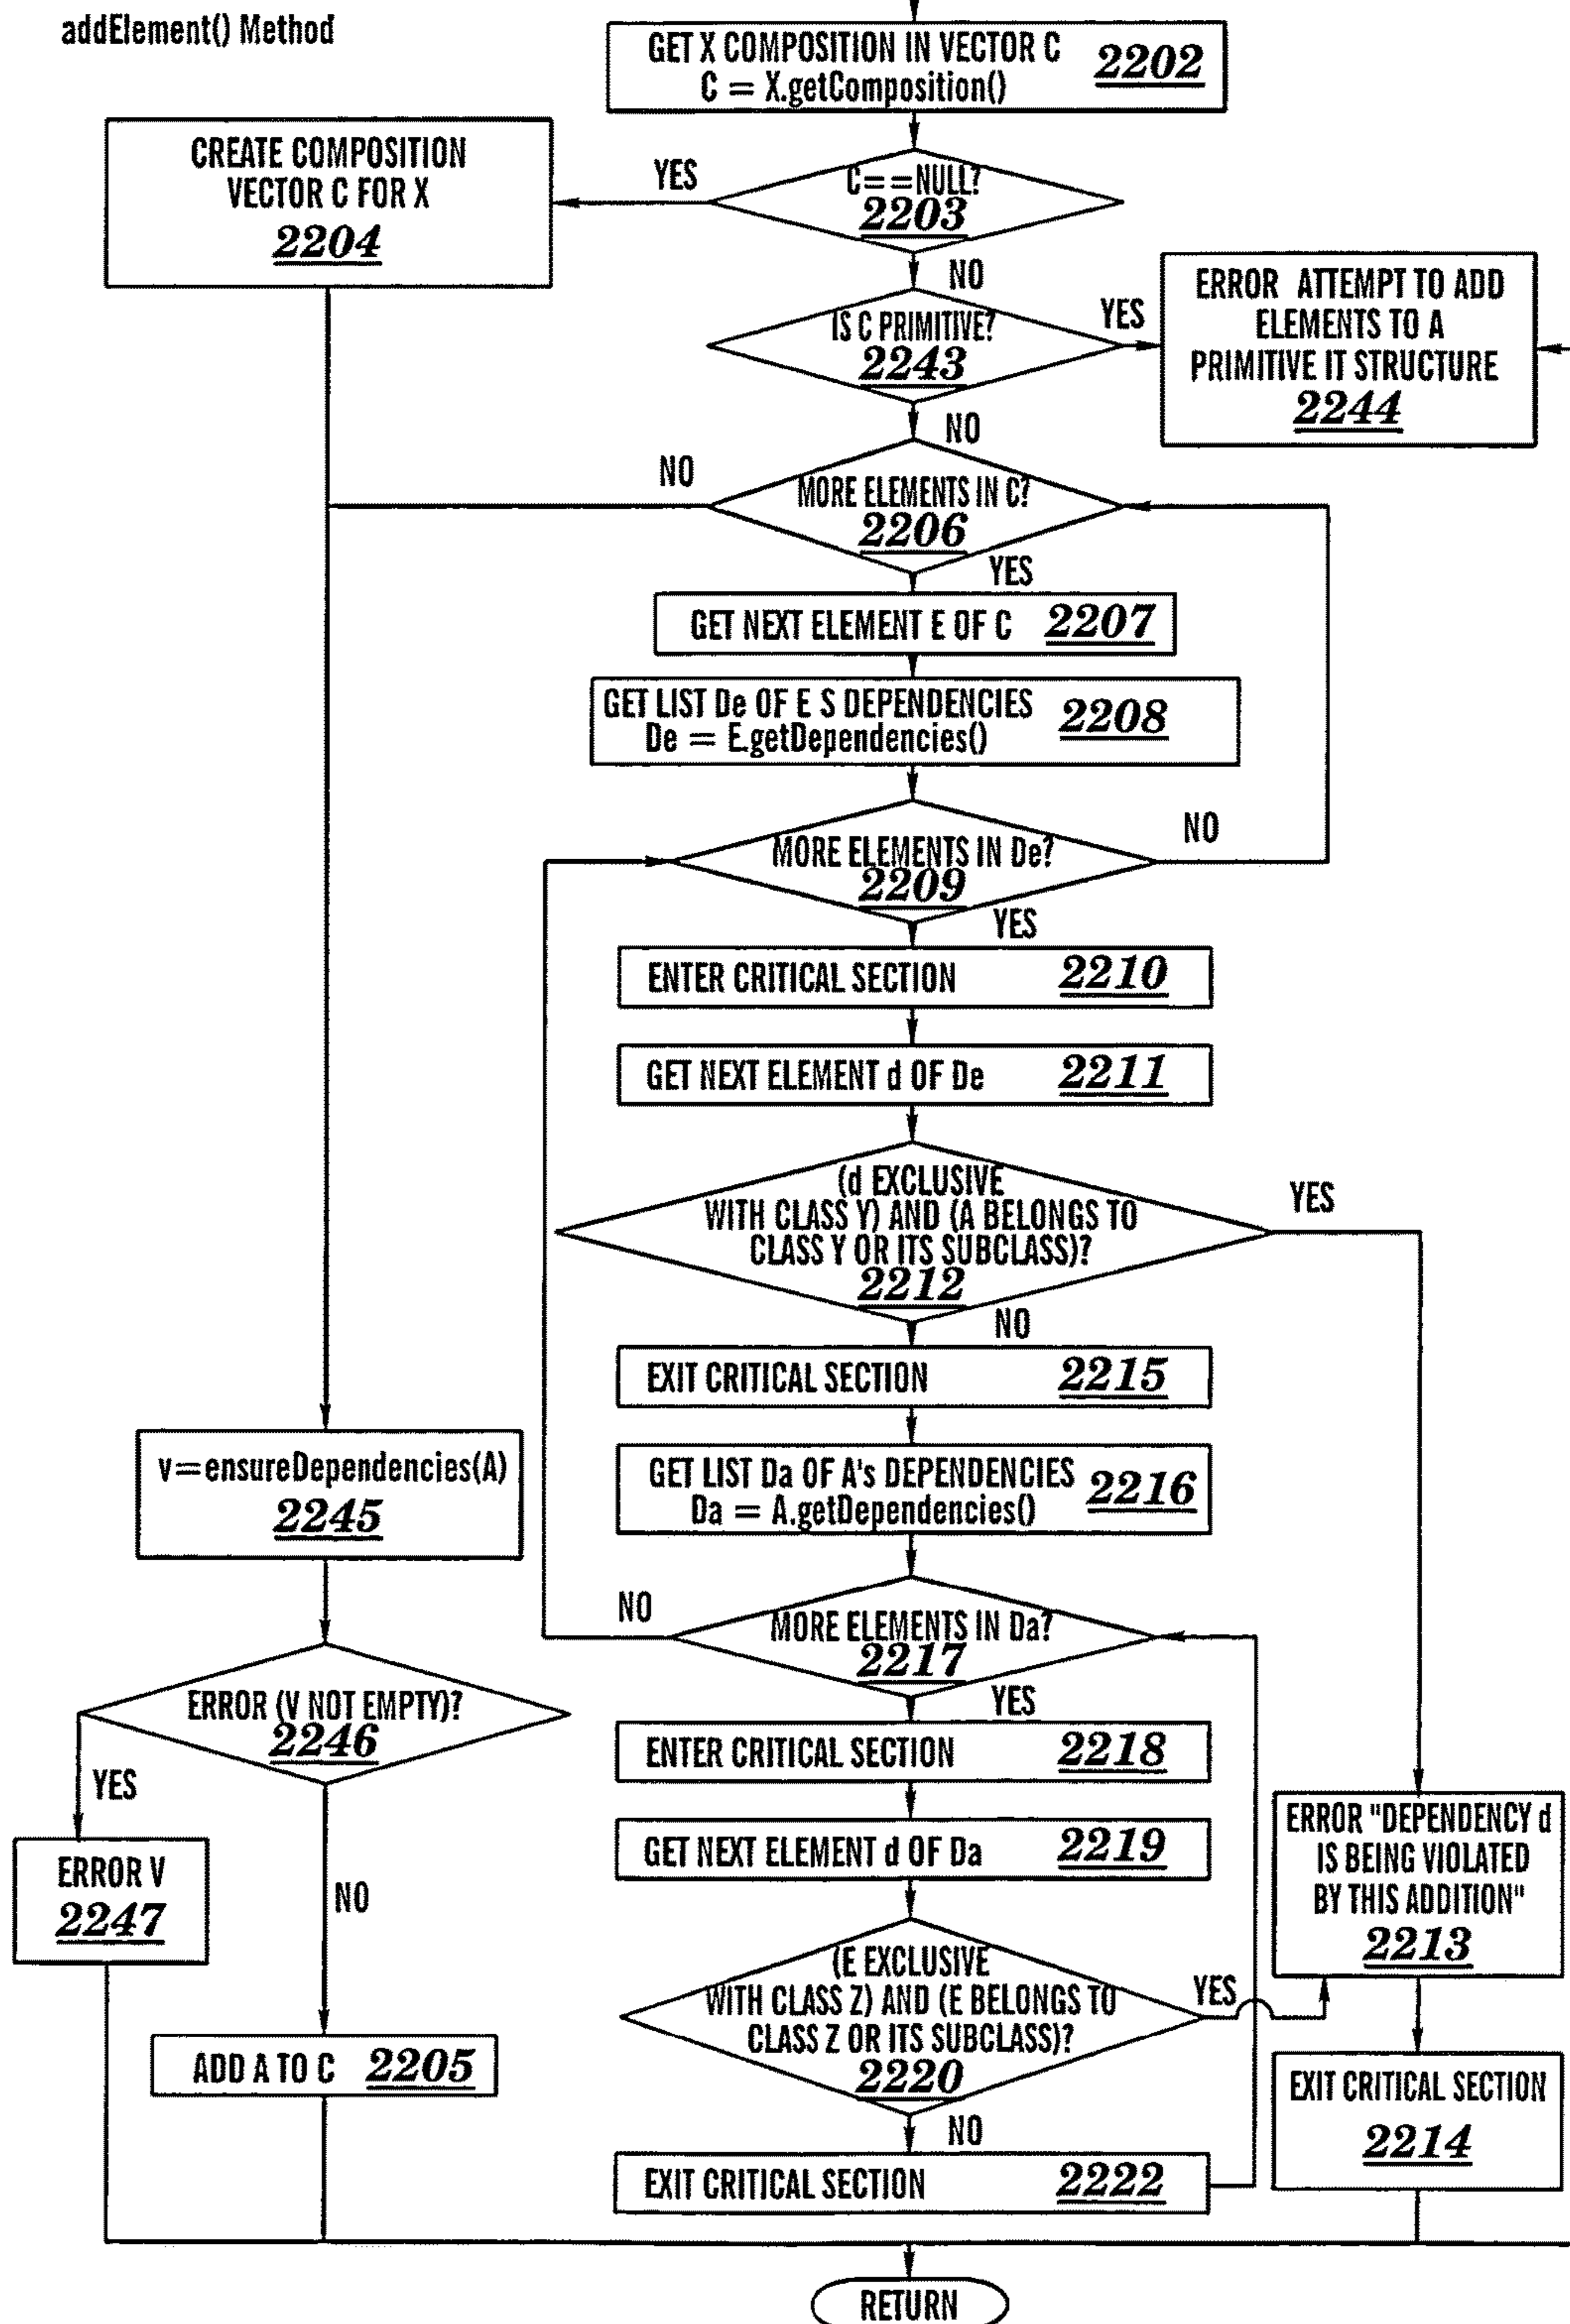 addElement() Method
GET X COMPOSITION IN VECTOR C
C = X.getComposition()
2202
CREATE COMPOSITION
VECTOR C FOR X
2204
YES
C==NULL?
2203
NO
IS C PRIMITIVE?
2243
YES
ERROR ATTEMPT TO ADD
ELEMENTS TO A
PRIMITIVE IT STRUCTURE
2244
NO
NO
MORE ELEMENTS IN C?
2206
YES
GET NEXT ELEMENT E OF C 2207
GET LIST De OF E S DEPENDENCIES
De = E.getDependencies()
2208
MORE ELEMENTS IN De?
2209
NO
YES
ENTER CRITICAL SECTION 2210
GET NEXT ELEMENT d OF De 2211
(d EXCLUSIVE
WITH CLASS Y) AND (A BELONGS TO
CLASS Y OR ITS SUBCLASS)?
2212
YES
NO
EXIT CRITICAL SECTION 2215
v=ensureDependencies(A)
2245
GET LIST Da OF A's DEPENDENCIES
Da = A.getDependencies()
2216
NO
MORE ELEMENTS IN Da?
2217
YES
ERROR (V NOT EMPTY)?
2246
YES
NO
ENTER CRITICAL SECTION 2218
GET NEXT ELEMENT d OF Da 2219
ERROR "DEPENDENCY d
IS BEING VIOLATED
BY THIS ADDITION"
2213
ERROR V
2247
(E EXCLUSIVE
WITH CLASS Z) AND (E BELONGS TO
CLASS Z OR ITS SUBCLASS)?
2220
YES
NO
ADD A TO C 2205
EXIT CRITICAL SECTION
2214
EXIT CRITICAL SECTION 2222
RETURN